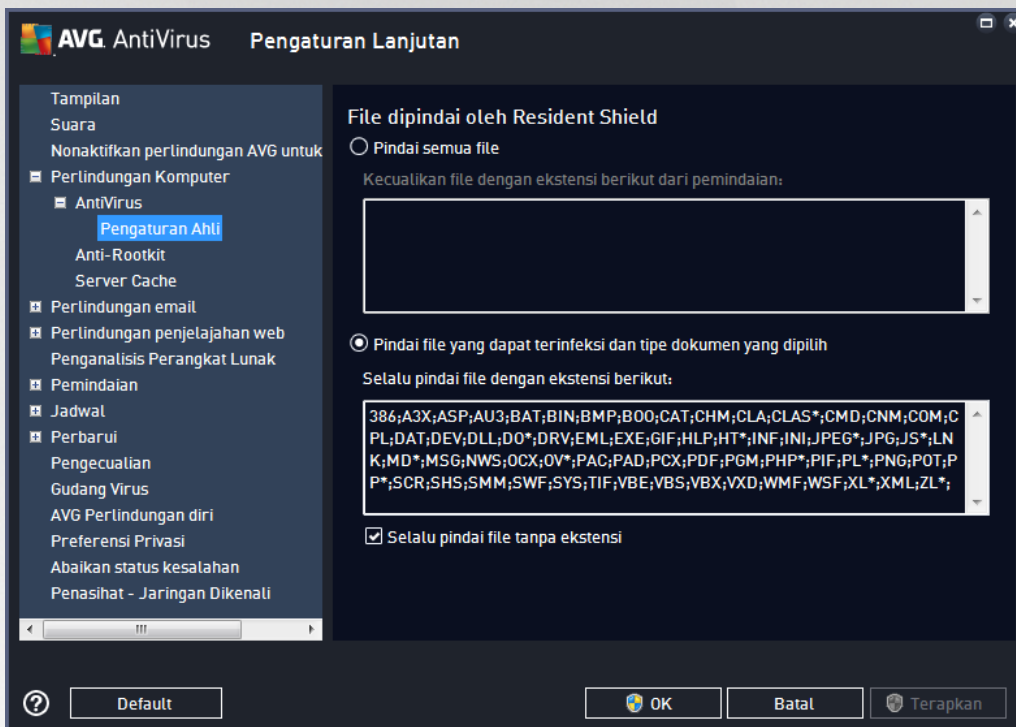 AVG. AntiVirus Pengaturan Lanjutan
Tampilan
Suara
Nonaktifkan perlindungan AVG untuk
Perlindungan Komputer
AntiVirus
Pengaturan Ahli
Anti-Rootkit
Server Cache
Perlindungan email
Perlindungan penjelajahan web
Penganalisis Perangkat Lunak
Pemindaian
Jadwal
Perbarui
Pengecualian
Gudang Virus
AVG Perlindungan diri
Preferensi Privasi
Abaikan status kesalahan
Penasihat - Jaringan Dikenali
File dipindai oleh Resident Shield
Pindai semua file
Kecualikan file dengan ekstensi berikut dari pemindaian:
Pindai file yang dapat terinfeksi dan tipe dokumen yang dipilih
Selalu pindai file dengan ekstensi berikut:
386;A3X;ASP;AU3;BAT;BIN;BMP;BOO;CAT;CHM;CLA;CLAS*;CMD;CNM;COM;C
PL;DAT;DEV;DLL;DO*;DRV;EML;EXE;GIF;HLP;HT*;INF;INI;JPEG*;JPG;JS*;LN
K;MD*;MSG;NWS;OCX;OV*;PAC;PAD;PCX;PDF;PGM;PHP*;PIF;PL*;PNG;POT;P
P*;SCR;SHS;SMM;SWF;SYS;TIF;VBE;VBS;VBX;VXD;WMF;WSF;XL*;XML;ZL*;
Selalu pindai file tanpa ekstensi
Default
OK
Batal
Terapkan